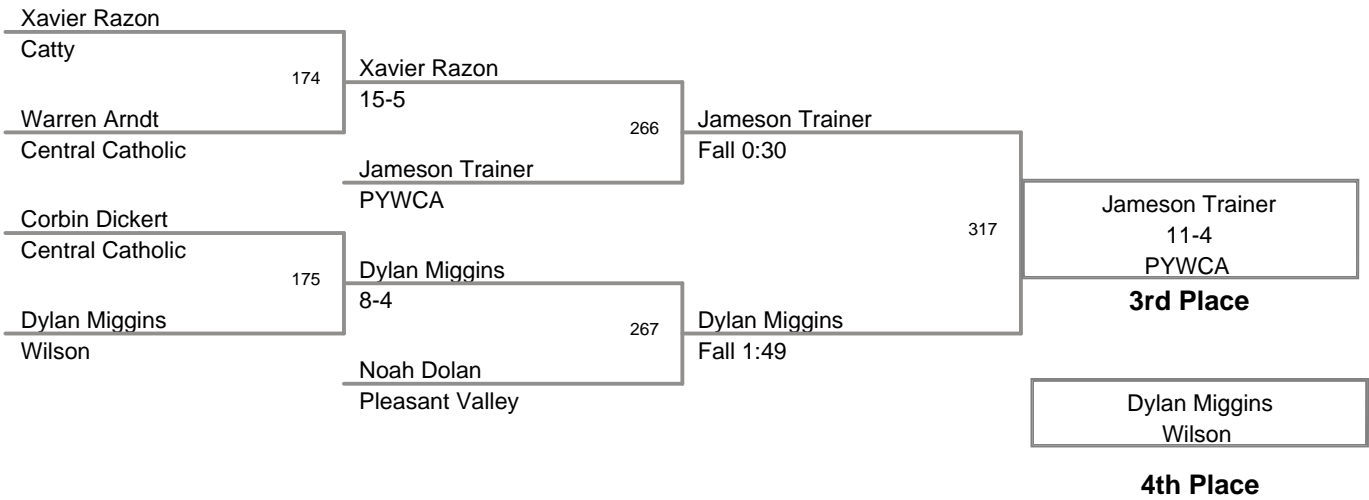 Xavier Razon
Catty
174
Xavier Razon
15-5
Warren Arndt
Central Catholic
266
Jameson Trainer
Fall 0:30
Jameson Trainer
PYWCA
Corbin Dickert
Central Catholic
317
Jameson Trainer
11-4
PYWCA
3rd Place
175
Dylan Miggins
8-4
Dylan Miggins
Wilson
267
Dylan Miggins
Fall 1:49
Noah Dolan
Pleasant Valley
Dylan Miggins
Wilson
4th Place